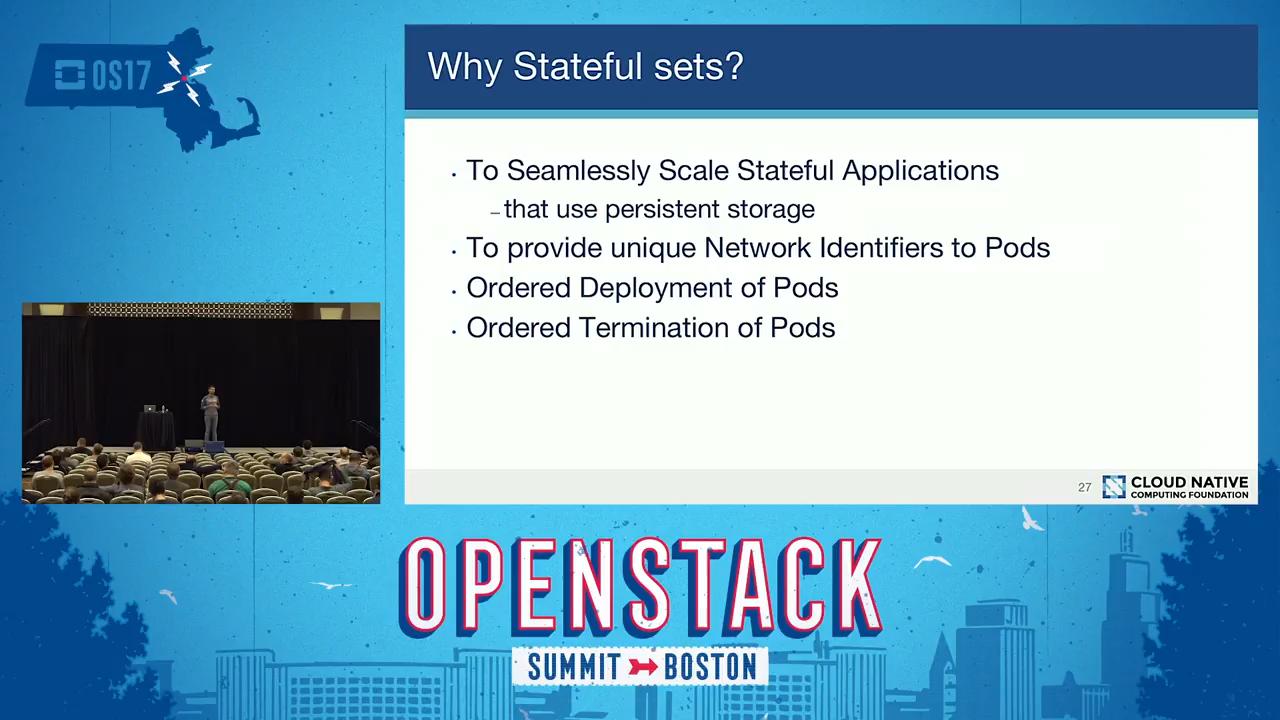 OS17
Why Stateful sets?
· To Seamlessly Scale Stateful Applications
– that use persistent storage
· To provide unique Network Identifiers to Pods
· Ordered Deployment of Pods
· Ordered Termination of Pods
27
CLOUD NATIVE
COMPUTING FOUNDATION
OPENSTACK
SUMMIT BOSTON